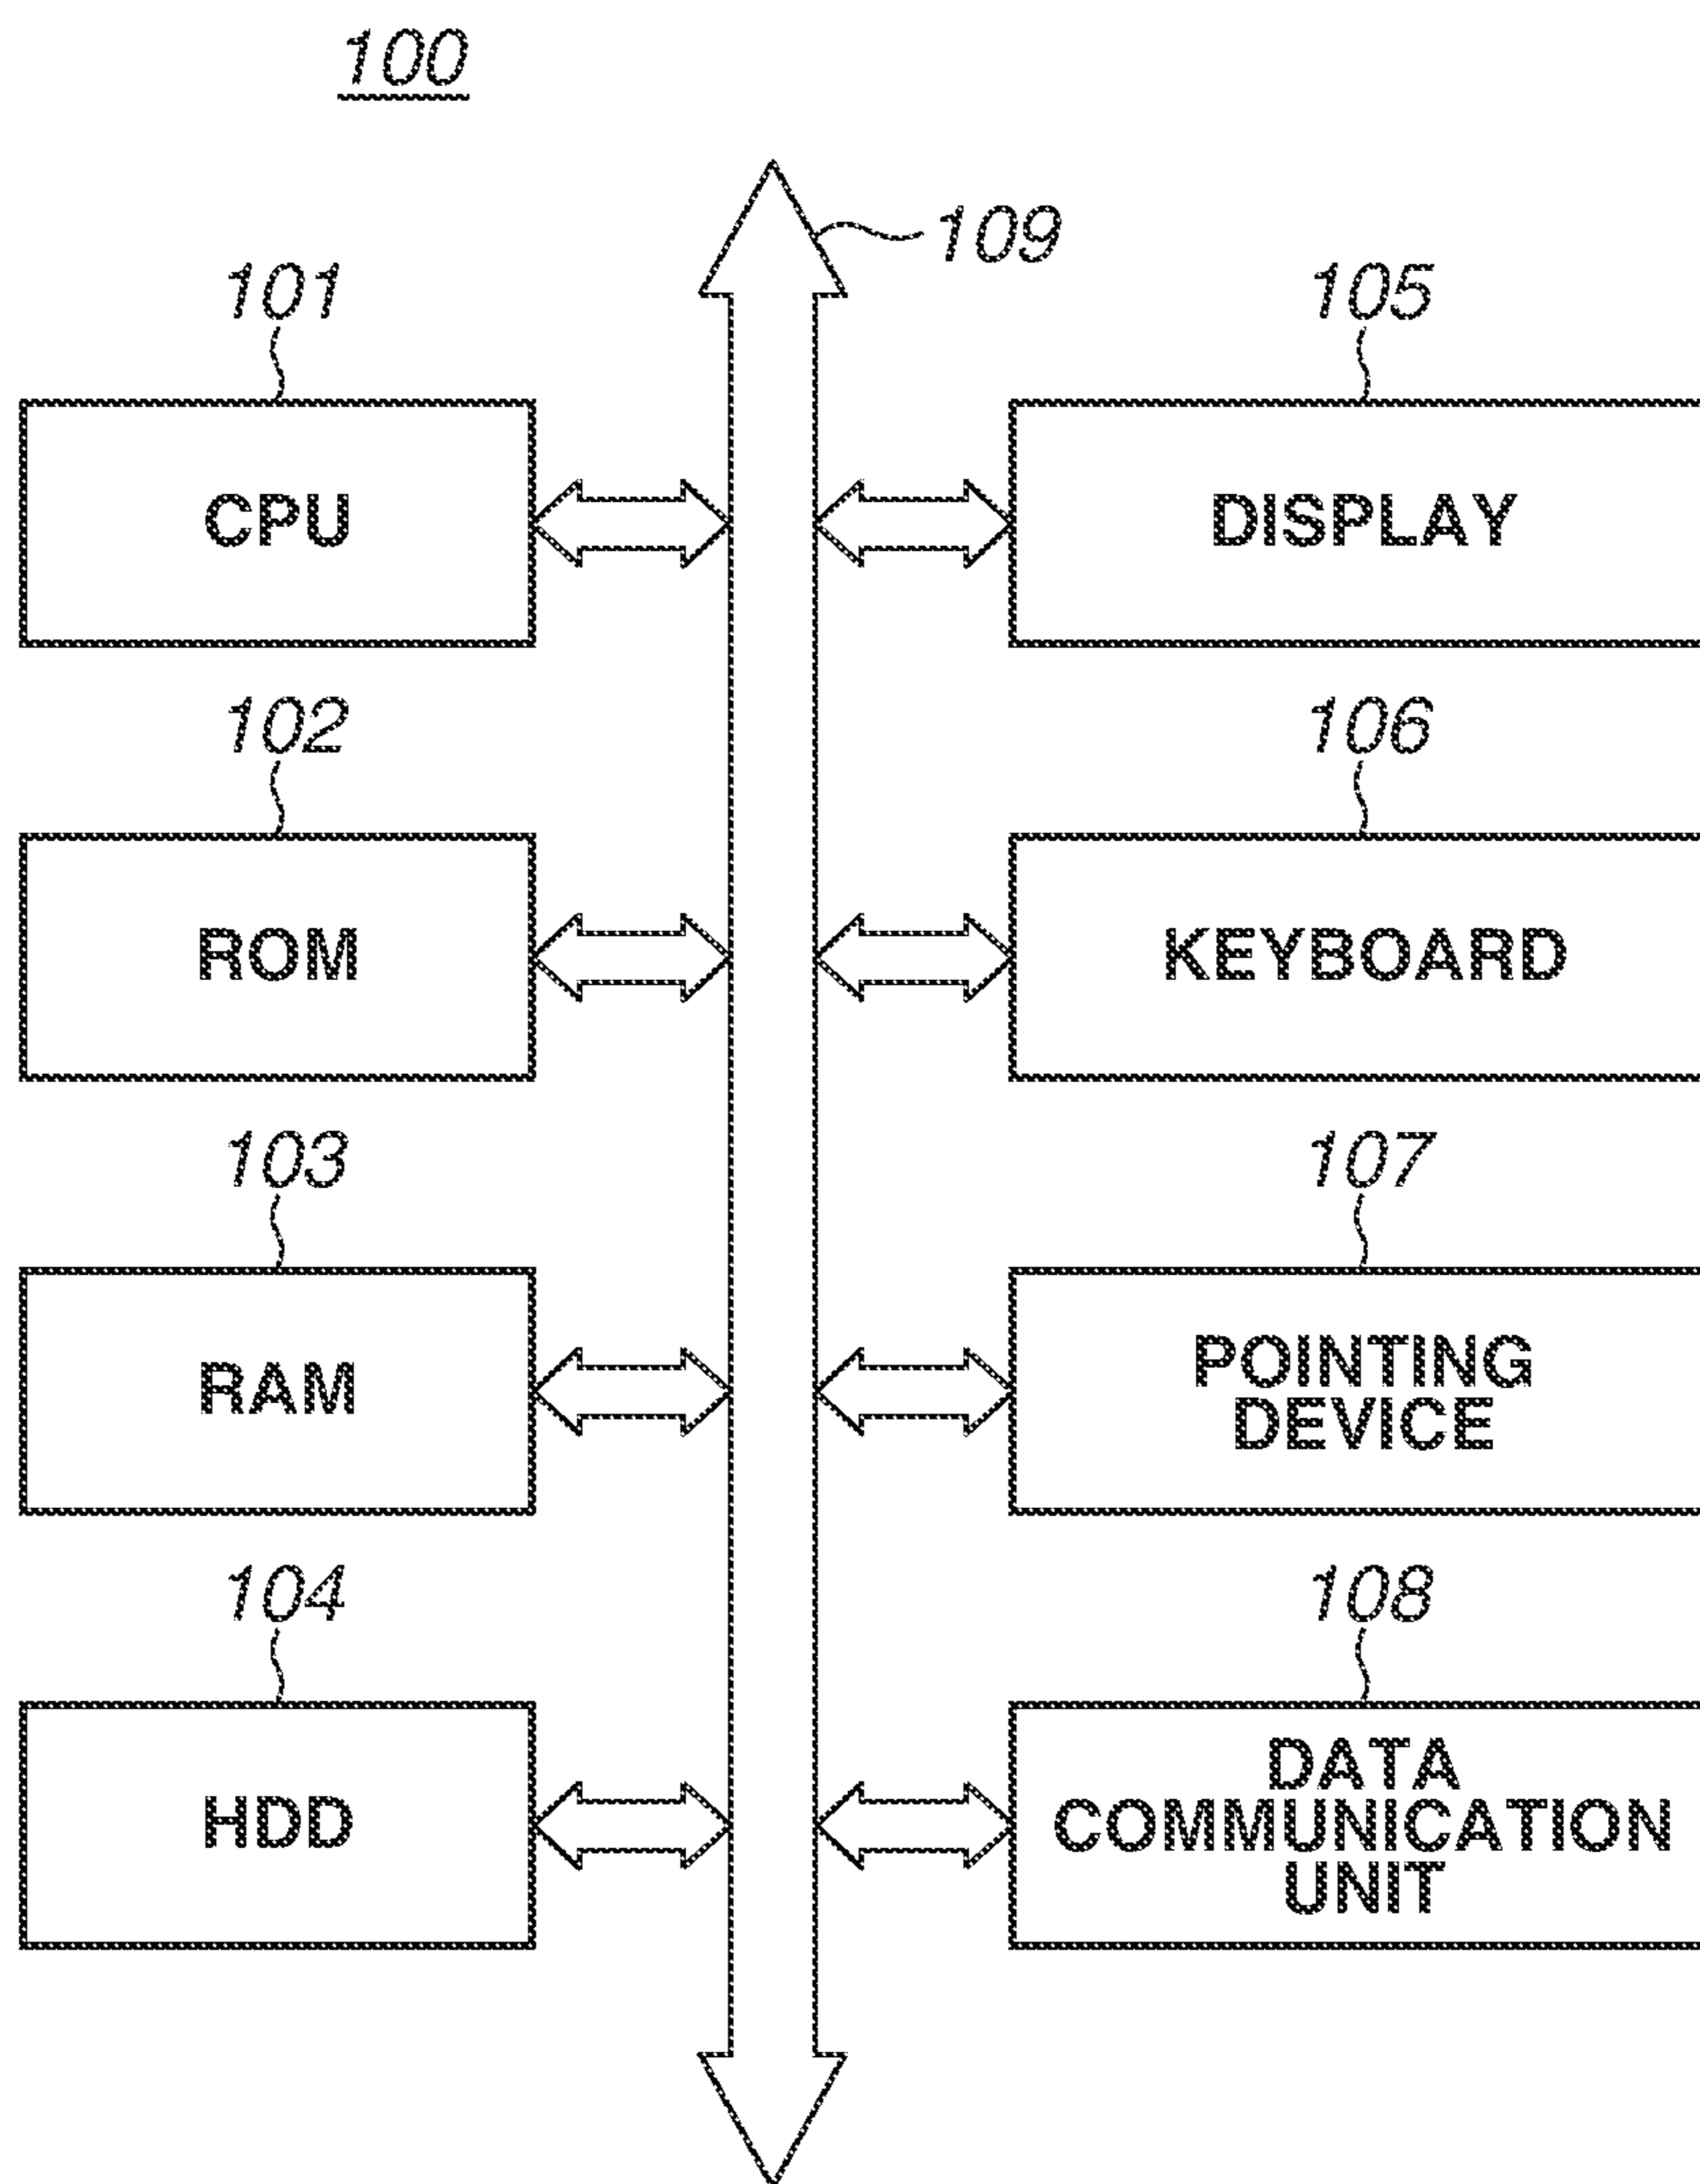 100
109
101
CPU
105
DISPLAY
102
ROM
106
KEYBOARD
103
RAM
107
POINTING
DEVICE
104
HDD
108
DATA
COMMUNICATION
UNIT